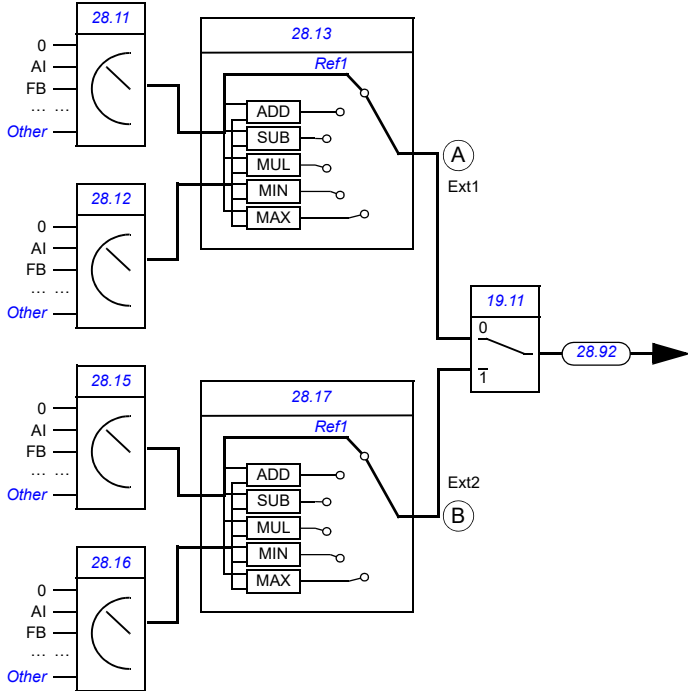 28.11
0
AI
FB
... ...
Other
28.12
0
AI
FB
... ...
Other
28.13
Ref1
ADD
SUB
MUL
MIN
MAX
A
Ext1
19.11
0
1
28.92
28.15
0
AI
FB
... ...
Other
28.16
0
AI
FB
... ...
Other
28.17
Ref1
ADD
SUB
MUL
MIN
MAX
Ext2
B